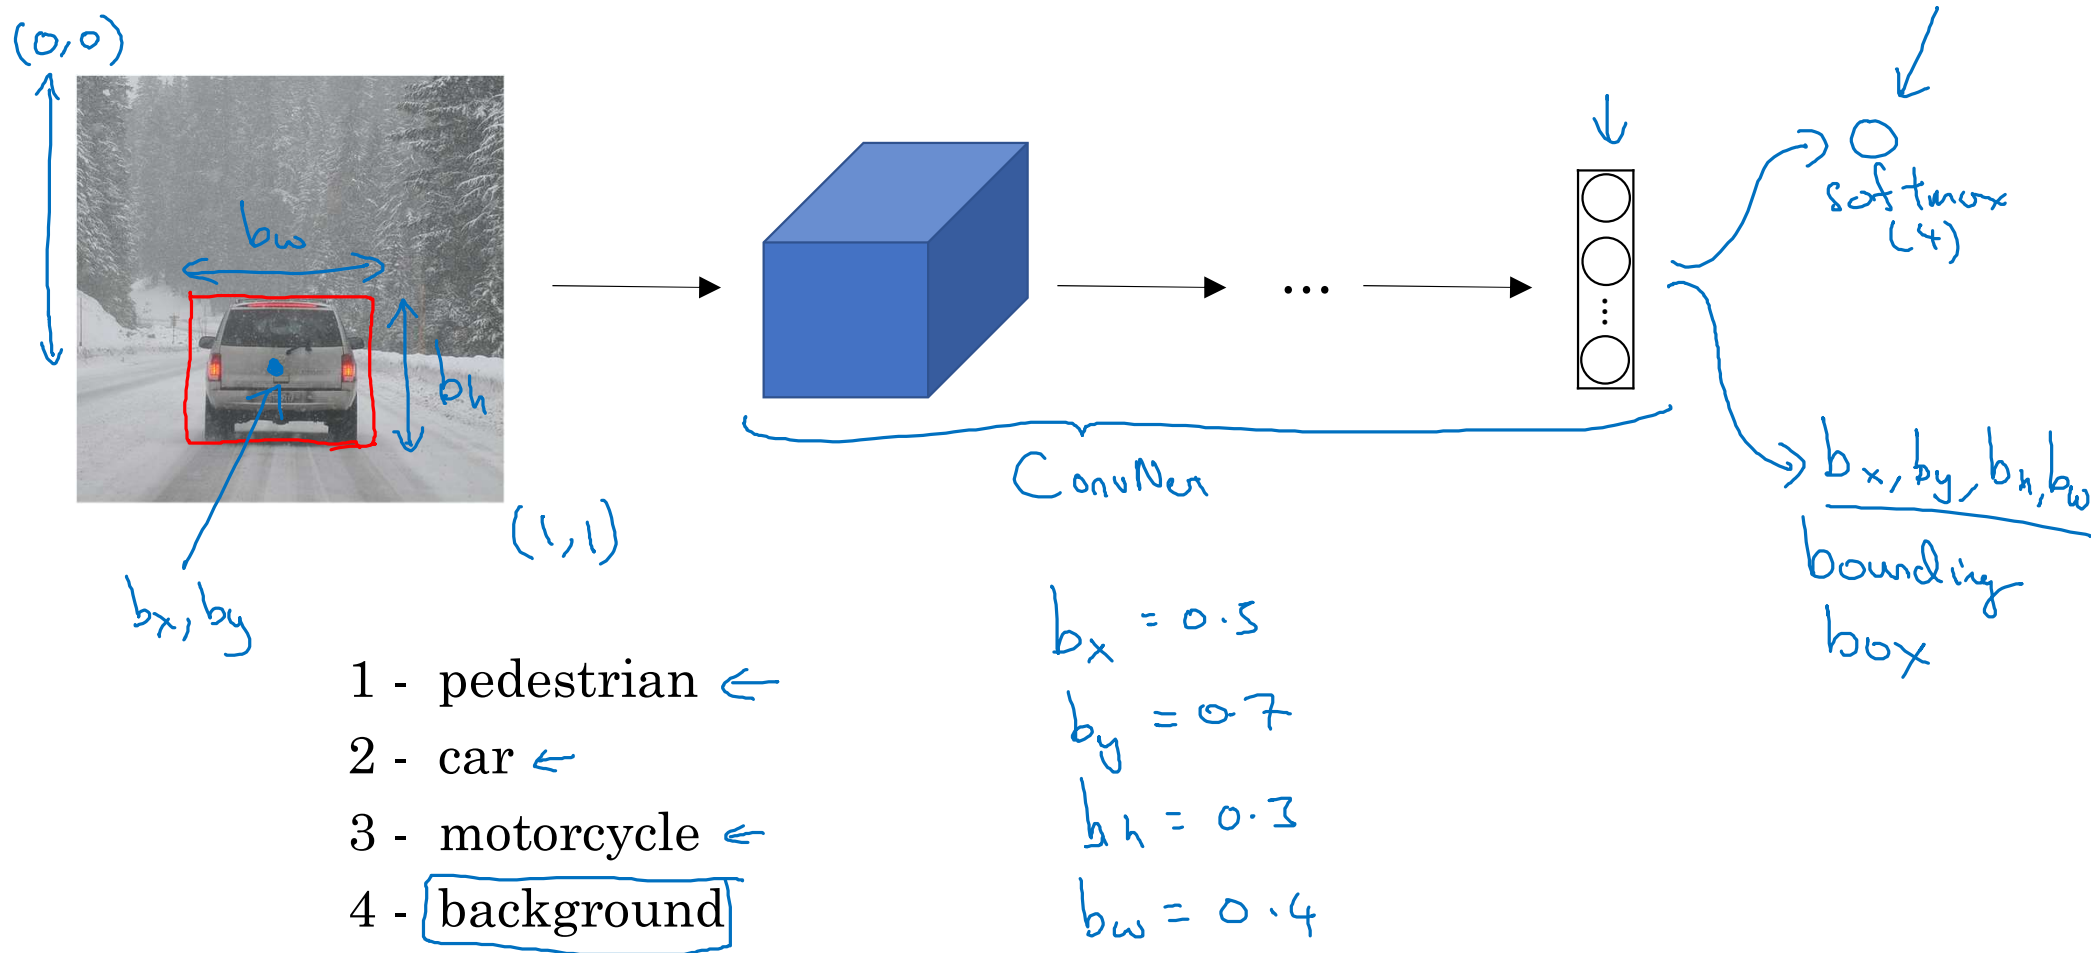 (0,0)
bw
bh
(1,1)
bx, by
...
ConvNet
softmax
(4)
bx, by, bh, bw
bounding
box
1 - pedestrian
2 - car
3 - motorcycle
4 - background
bx = 0.5
by = 0.7
bh = 0.3
bw = 0.4